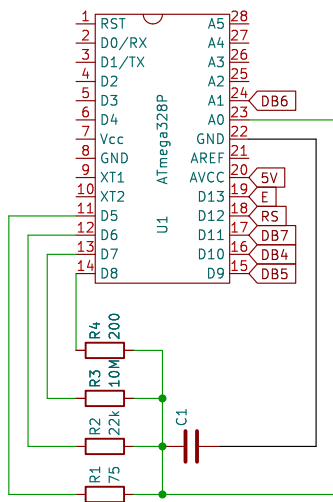 1 RST A5 28
2 D0/RX A4 27
3 D1/TX A3 26
4 D2 A2 25
5 D3 A1 24 DB6
6 D4 A0 23
7 Vcc GND 22
8 GND AREF 21
9 XT1 AVCC 20 5V
10 XT2 D13 19 E
11 D5 D12 18 RS
12 D6 D11 17 DB7
13 D7 D10 16 DB4
14 D8 D9 15 DB5
ATmega328P
U1
R4 200
R3 10M
R2 22k
R1 75
C1